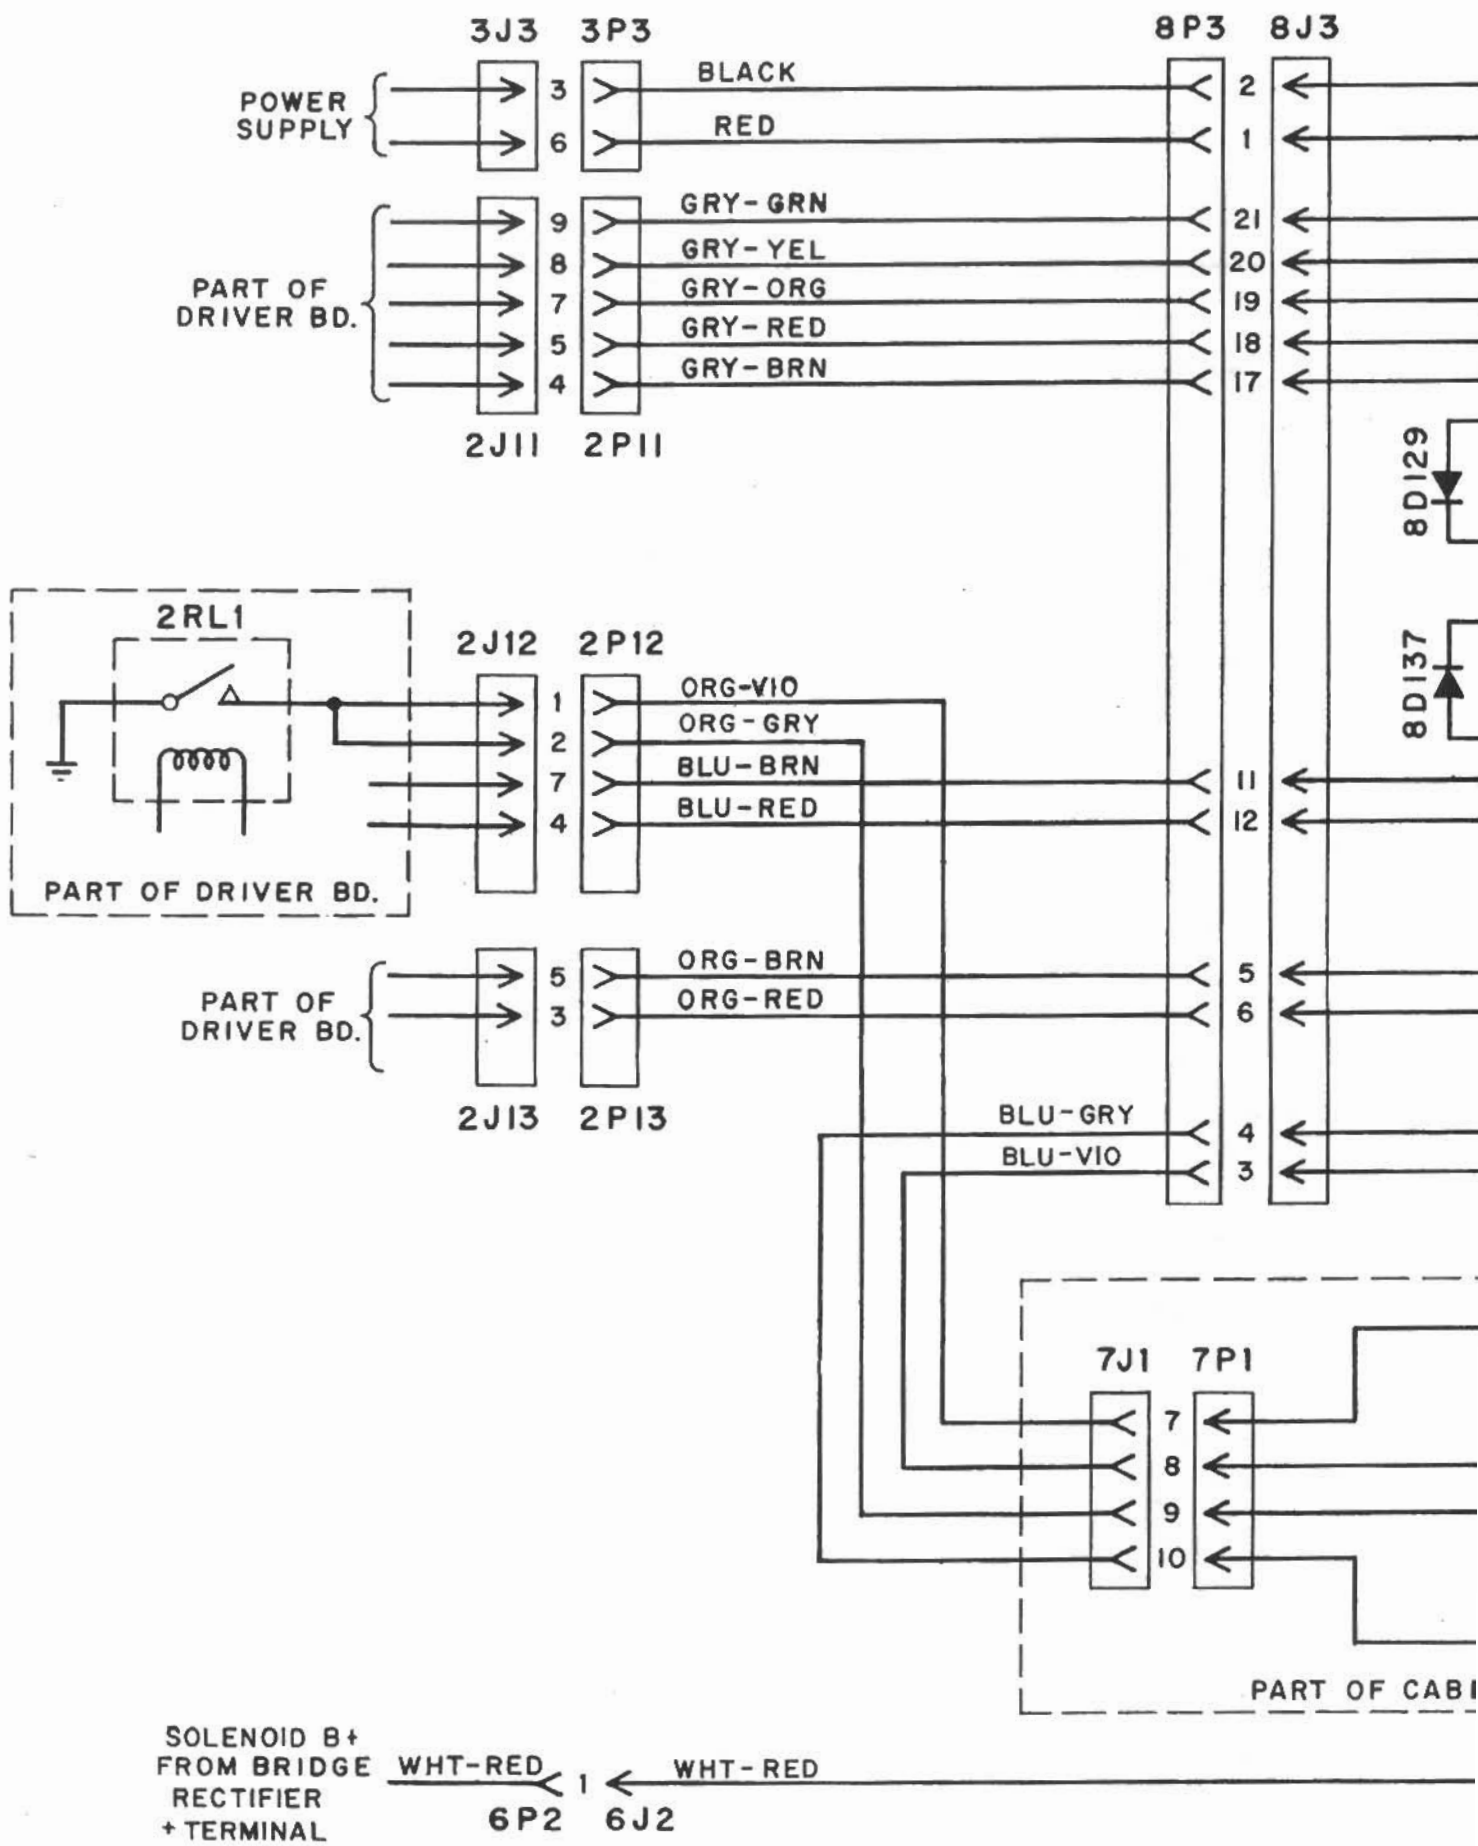 3J3 3P3 8P3 8J3
BLACK
POWER
SUPPLY
3 2
RED
6 1
GRY-GRN
9 21
GRY-YEL
8 20
PART OF
DRIVER BD.
GRY-ORG
7 19
GRY-RED
5 18
GRY-BRN
4 17
2J11 2P11
8D129
2RL1
2J12 2P12
8D137
ORG-VIO
1
ORG-GRY
2
BLU-BRN
7 11
BLU-RED
4 12
PART OF DRIVER BD.
ORG-BRN
5 5
PART OF
DRIVER BD.
ORG-RED
3 6
2J13 2P13
BLU-GRY
4
BLU-VIO
3
7J1 7P1
7
8
9
10
PART OF CABI
SOLENOID B+
FROM BRIDGE
RECTIFIER
+ TERMINAL
WHT-RED 1 WHT-RED
6P2 6J2